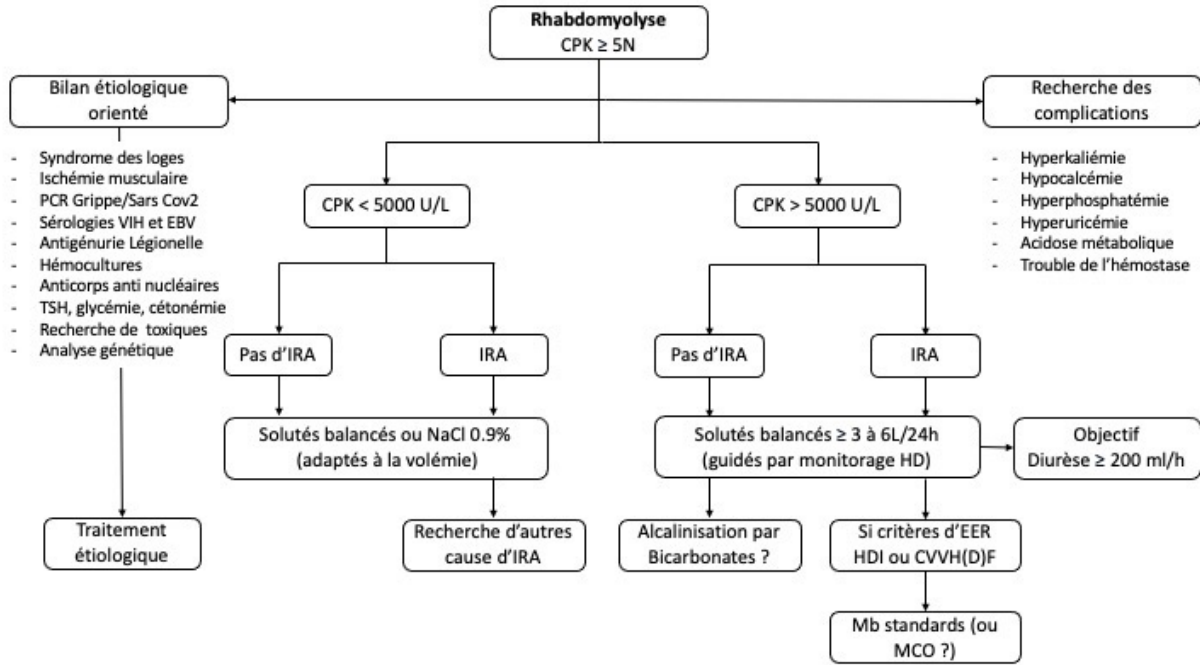 Rhabdomyolyse
CPK ≥ 5N
Bilan étiologique
orienté
Recherche des
complications
- Syndrome des loges
- Ischémie musculaire
- PCR Grippe/Sars Cov2
- Sérologies VIH et EBV
- Antigénurie Légionelle
- Hémocultures
- Anticorps anti nucléaires
- TSH, glycémie, cétonémie
- Recherche de toxiques
- Analyse génétique
CPK < 5000 U/L
CPK > 5000 U/L
- Hyperkaliémie
- Hypocalcémie
- Hyperphosphatémie
- Hyperuricémie
- Acidose métabolique
- Trouble de l'hémostase
Pas d'IRA
IRA
Pas d'IRA
IRA
Solutés balancés ou NaCl 0.9%
(adaptés à la volémie)
Solutés balancés ≥ 3 à 6L/24h
(guidés par monitorage HD)
Objectif
Diurèse ≥ 200 ml/h
Traitement
étiologique
Recherche d'autres
cause d'IRA
Alcalinisation par
Bicarbonates ?
Si critères d'EER
HDI ou CVVH(D)F
Mb standards (ou
MCO ?)